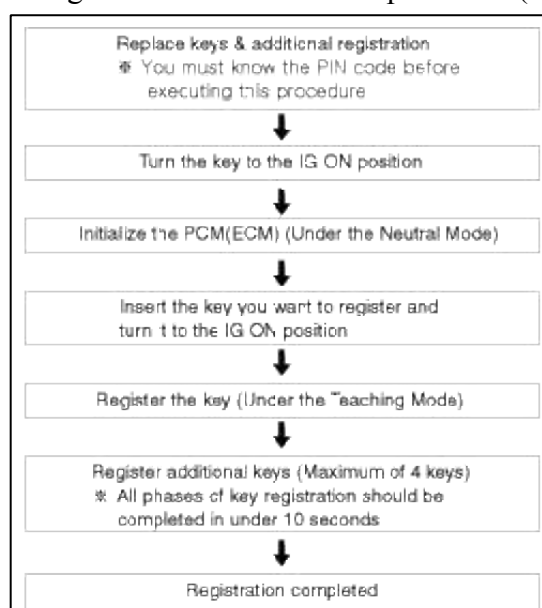 Replace keys & additional registration
※ You must know the PIN code before
executing this procedure
Turn the key to the IG ON position
Initialize the PCM(ECM) (Under the Neutral Mode)
Insert the key you want to register and
turn it to the IG ON position
Register the key (Under the Teaching Mode)
Register additional keys (Maximum of 4 keys)
※ All phases of key registration should be
completed in under 10 seconds
Registration completed